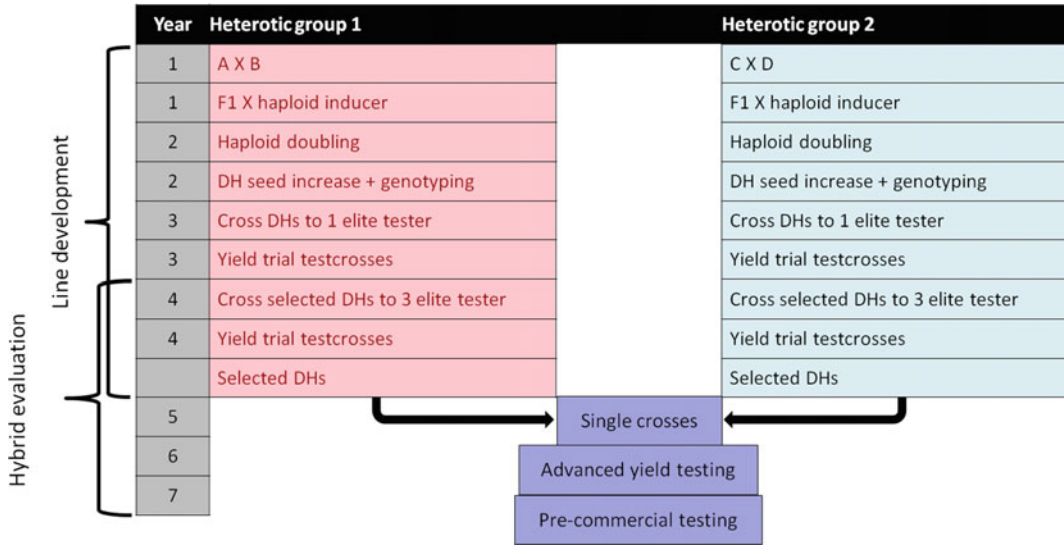 Year Heterotic group 1 Heterotic group 2
1 A X B C X D
1 F1 X haploid inducer F1 X haploid inducer
2 Haploid doubling Haploid doubling
2 DH seed increase + genotyping DH seed increase + genotyping
3 Cross DHs to 1 elite tester Cross DHs to 1 elite tester
3 Yield trial testcrosses Yield trial testcrosses
4 Cross selected DHs to 3 elite tester Cross selected DHs to 3 elite tester
4 Yield trial testcrosses Yield trial testcrosses
Selected DHs Selected DHs
5 Single crosses
6 Advanced yield testing
7 Pre-commercial testing
Line development
Hybrid evaluation